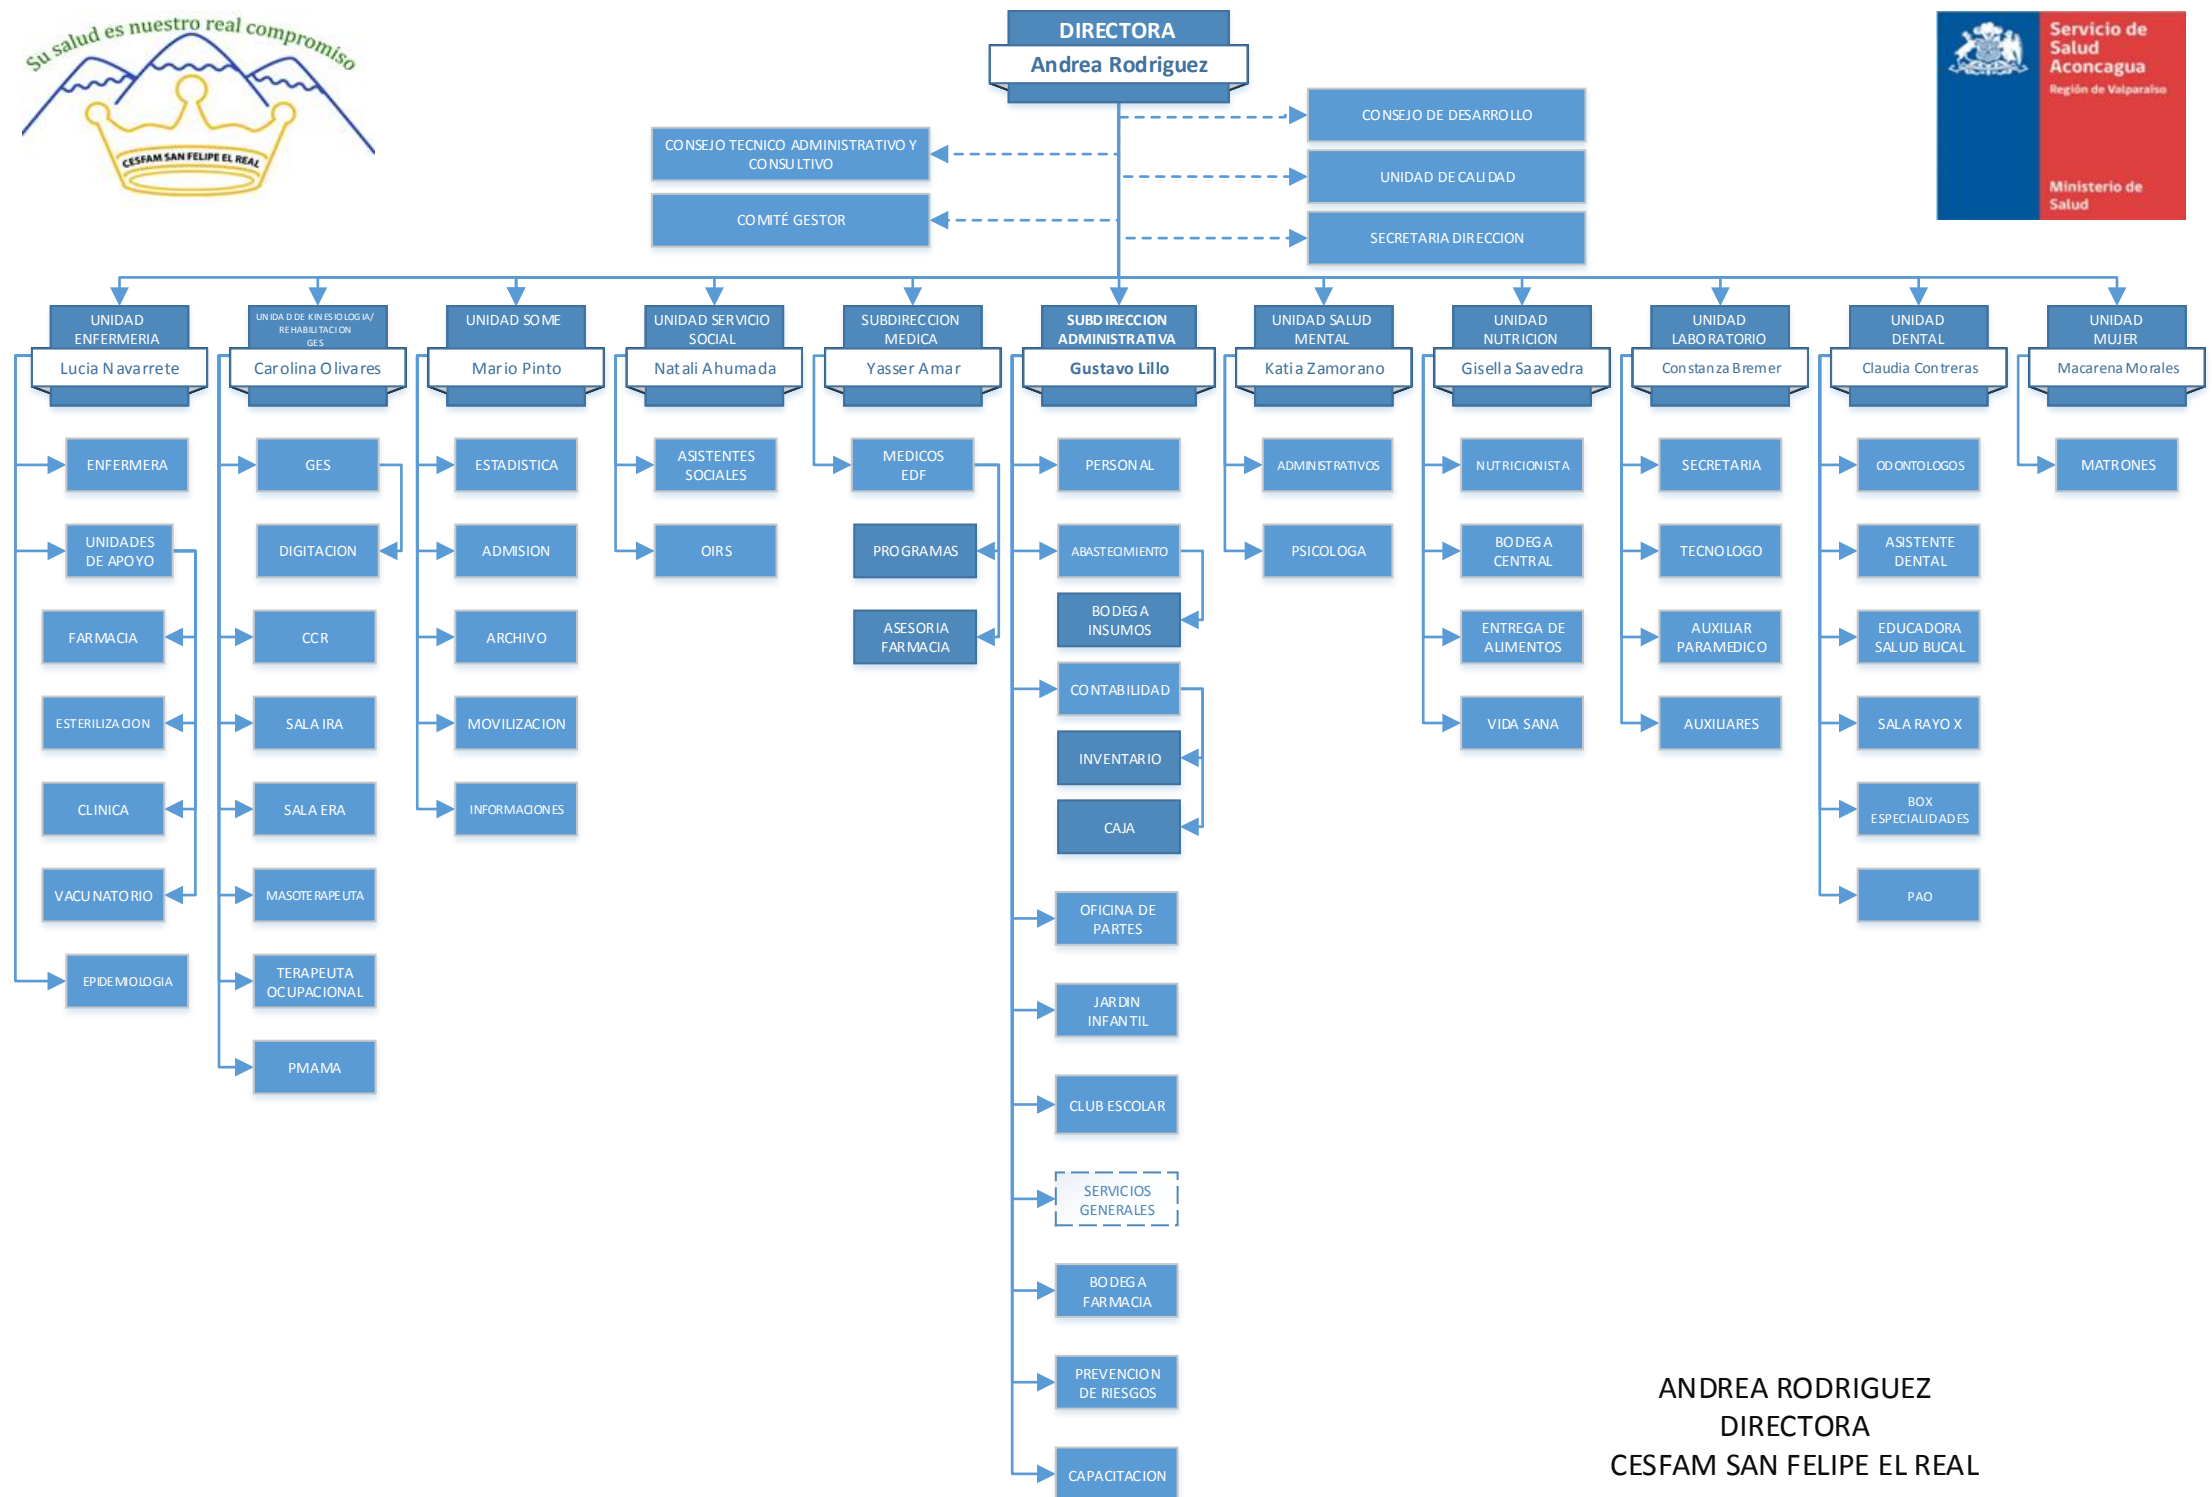 Su salud es nuestro real compromiso
CESFAM SAN FELIPE EL REAL
DIRECTORA
Andrea Rodriguez
Servicio de
Salud
Aconcagua
Región de Valparaíso
Ministerio de
Salud
CONSEJO DE DESARROLLO
CONSEJO TECNICO ADMINISTRATIVO Y
CONSULTIVO
UNIDAD DE CALIDAD
COMITÉ GESTOR
SECRETARIA DIRECCION
UNIDAD
ENFERMERIA
Lucia Navarrete
ENFERMERA
UNIDADES
DE APOYO
FARMACIA
ESTERILIZACION
CLINICA
VACUNATORIO
EPIDEMIOLOGIA
UNIDAD DE KINESIOLOGIA/
REHABILITACION
GES
Carolina Olivares
GES
DIGITACION
CCR
SALA IRA
SALA ERA
MASOTERAPEUTA
TERAPEUTA
OCUPACIONAL
PMAMA
UNIDAD SOME
Mario Pinto
ESTADISTICA
ADMISION
ARCHIVO
MOVILIZACION
INFORMACIONES
UNIDAD SERVICIO
SOCIAL
Natali Ahumada
ASISTENTES
SOCIALES
OIRS
SUBDIRECCION
MEDICA
Yasser Amar
MEDICOS
EDF
PROGRAMAS
ASESORIA
FARMACIA
SUBDIRECCION
ADMINISTRATIVA
Gustavo Lillo
PERSONAL
ABASTECIMIENTO
BODEGA
INSUMOS
CONTABILIDAD
INVENTARIO
CAJA
OFICINA DE
PARTES
JARDIN
INFANTIL
CLUB ESCOLAR
SERVICIOS
GENERALES
BODEGA
FARMACIA
PREVENCION
DE RIESGOS
CAPACITACION
UNIDAD SALUD
MENTAL
Katia Zamorano
ADMINISTRATIVOS
PSICOLOGA
UNIDAD
NUTRICION
Gisella Saavedra
NUTRICIONISTA
BODEGA
CENTRAL
ENTREGA DE
ALIMENTOS
VIDA SANA
UNIDAD
LABORATORIO
Constanza Bremer
SECRETARIA
TECNOLOGO
AUXILIAR
PARAMEDICO
AUXILIARES
UNIDAD
DENTAL
Claudia Contreras
ODONTOLOGOS
ASISTENTE
DENTAL
EDUCADORA
SALUD BUCAL
SALA RAYO X
BOX
ESPECIALIDADES
PAO
UNIDAD
MUJER
Macarena Morales
MATRONES
ANDREA RODRIGUEZ
DIRECTORA
CESFAM SAN FELIPE EL REAL